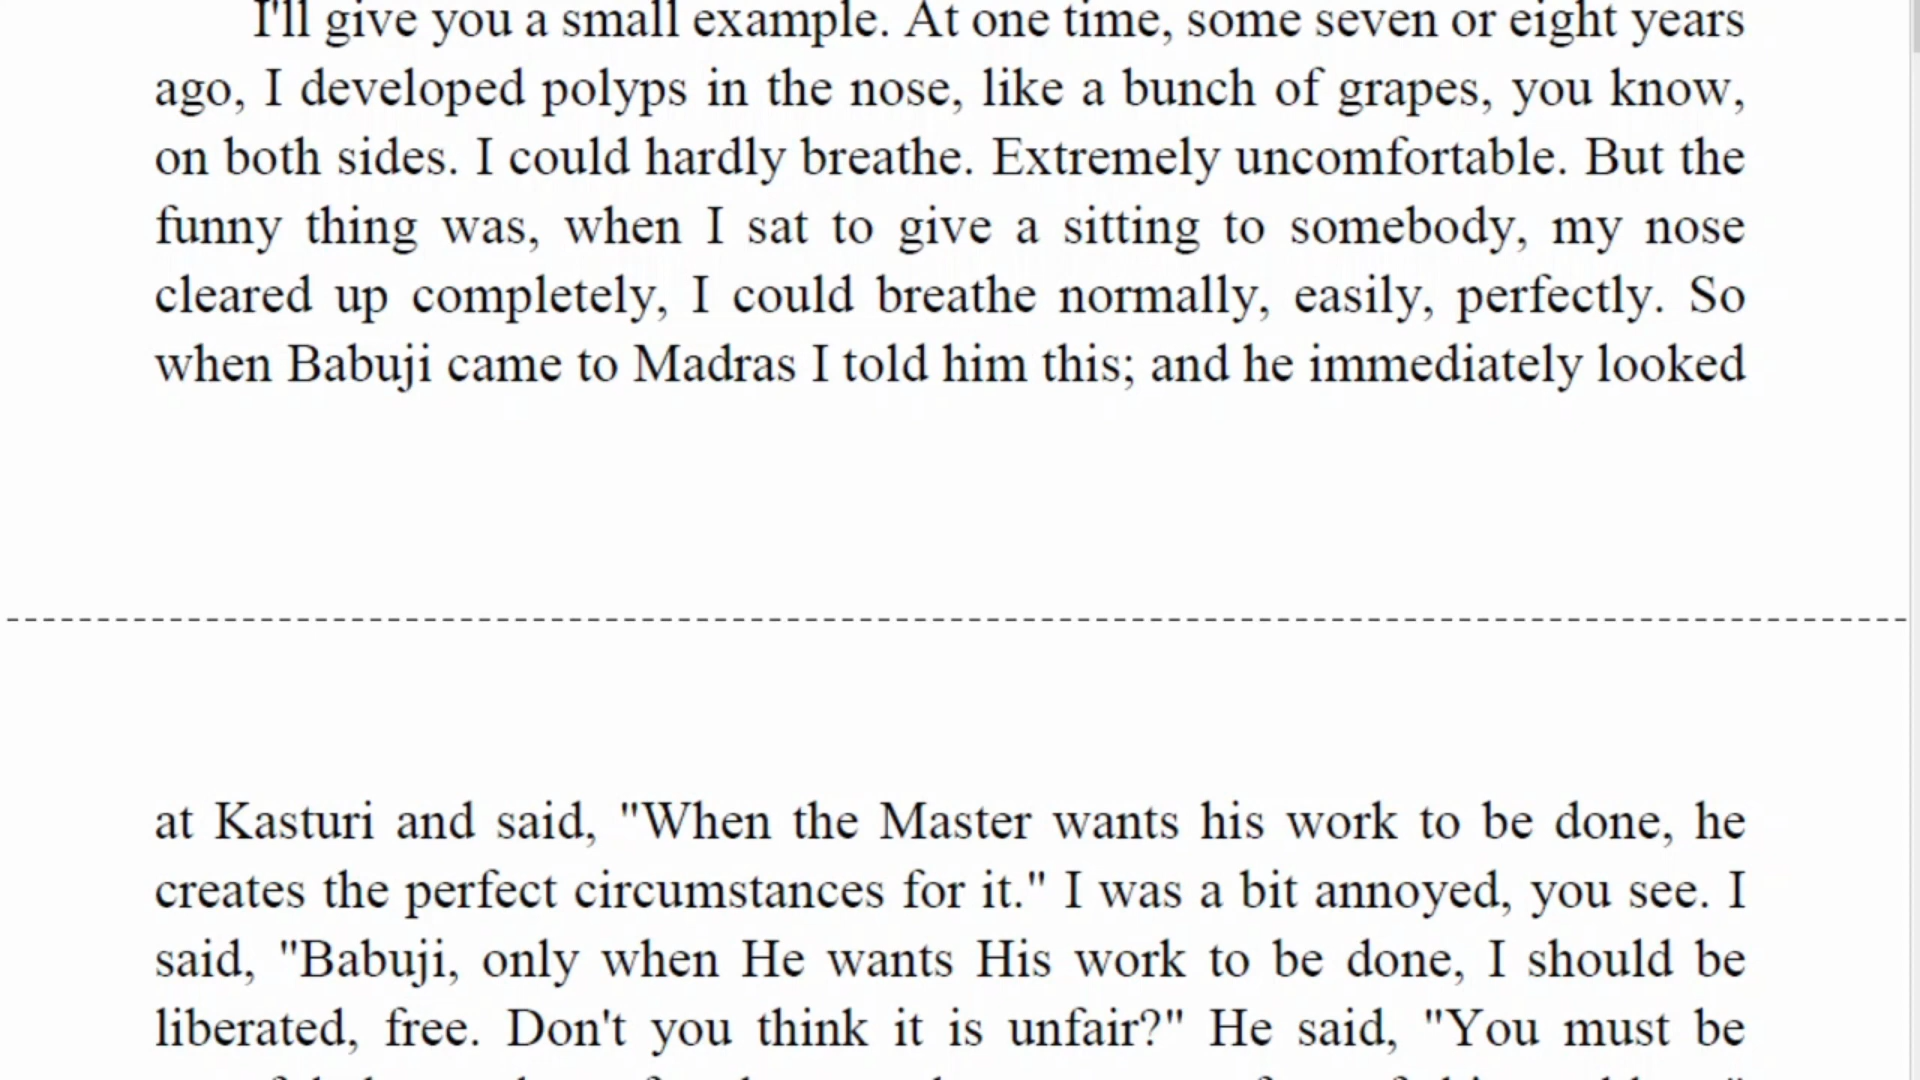 I'll give you a small example. At one time, some seven or eight years
ago, I developed polyps in the nose, like a bunch of grapes, you know,
on both sides. I could hardly breathe. Extremely uncomfortable. But the
funny thing was, when I sat to give a sitting to somebody, my nose
cleared up completely, I could breathe normally, easily, perfectly. So
when Babuji came to Madras I told him this; and he immediately looked
at Kasturi and said, "When the Master wants his work to be done, he
creates the perfect circumstances for it." I was a bit annoyed, you see. I
said, "Babuji, only when He wants His work to be done, I should be
liberated, free. Don't you think it is unfair?" He said, "You must be